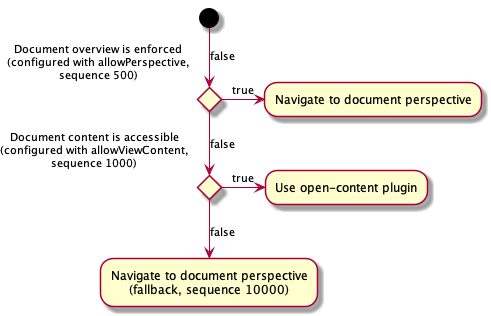 false
Document overview is enforced
(configured with allowPerspective,
sequence 500)
true
Navigate to document perspective
false
Document content is accessible
(configured with allowViewContent,
sequence 1000)
true
Use open-content plugin
false
Navigate to document perspective
(fallback, sequence 10000)